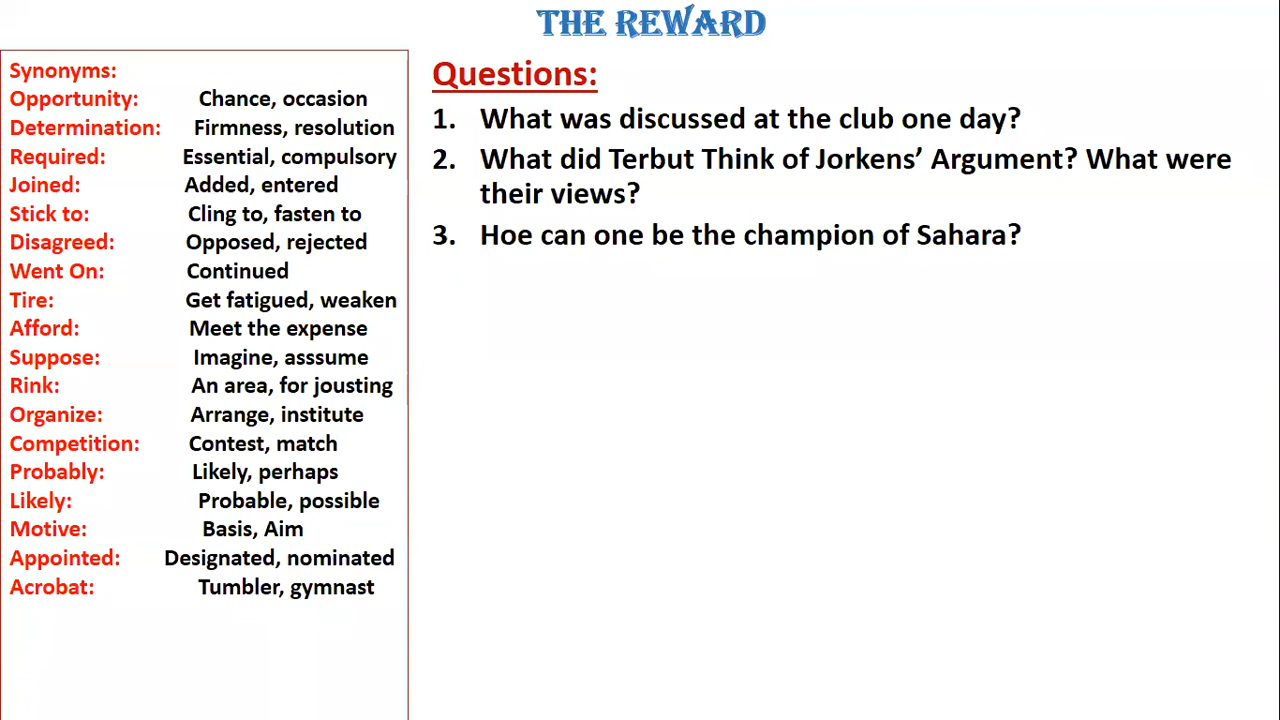 THE REWARD
Synonyms:
Opportunity: Chance, occasion
Determination: Firmness, resolution
Required: Essential, compulsory
Joined: Added, entered
Stick to: Cling to, fasten to
Disagreed: Opposed, rejected
Went On: Continued
Tire: Get fatigued, weaken
Afford: Meet the expense
Suppose: Imagine, asssume
Rink: An area, for jousting
Organize: Arrange, institute
Competition: Contest, match
Probably: Likely, perhaps
Likely: Probable, possible
Motive: Basis, Aim
Appointed: Designated, nominated
Acrobat: Tumbler, gymnast
Questions:
1. What was discussed at the club one day?
2. What did Terbut Think of Jorkens’ Argument? What were
their views?
3. Hoe can one be the champion of Sahara?